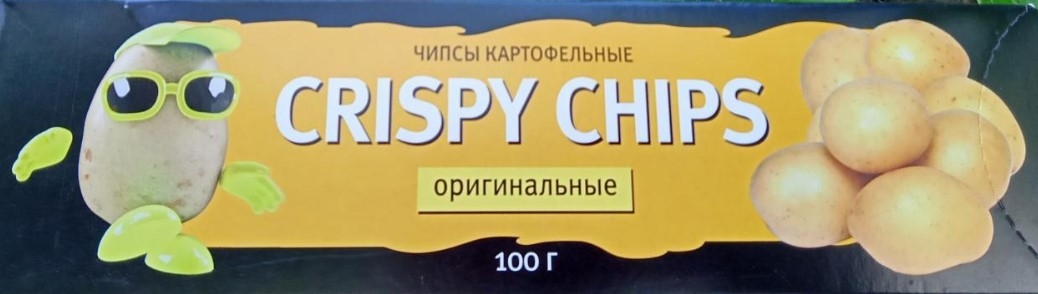 ЧИПСЫ КАРТОФЕЛЬНЫЕ
CRISPY CHIPS
оригинальные
100 Г